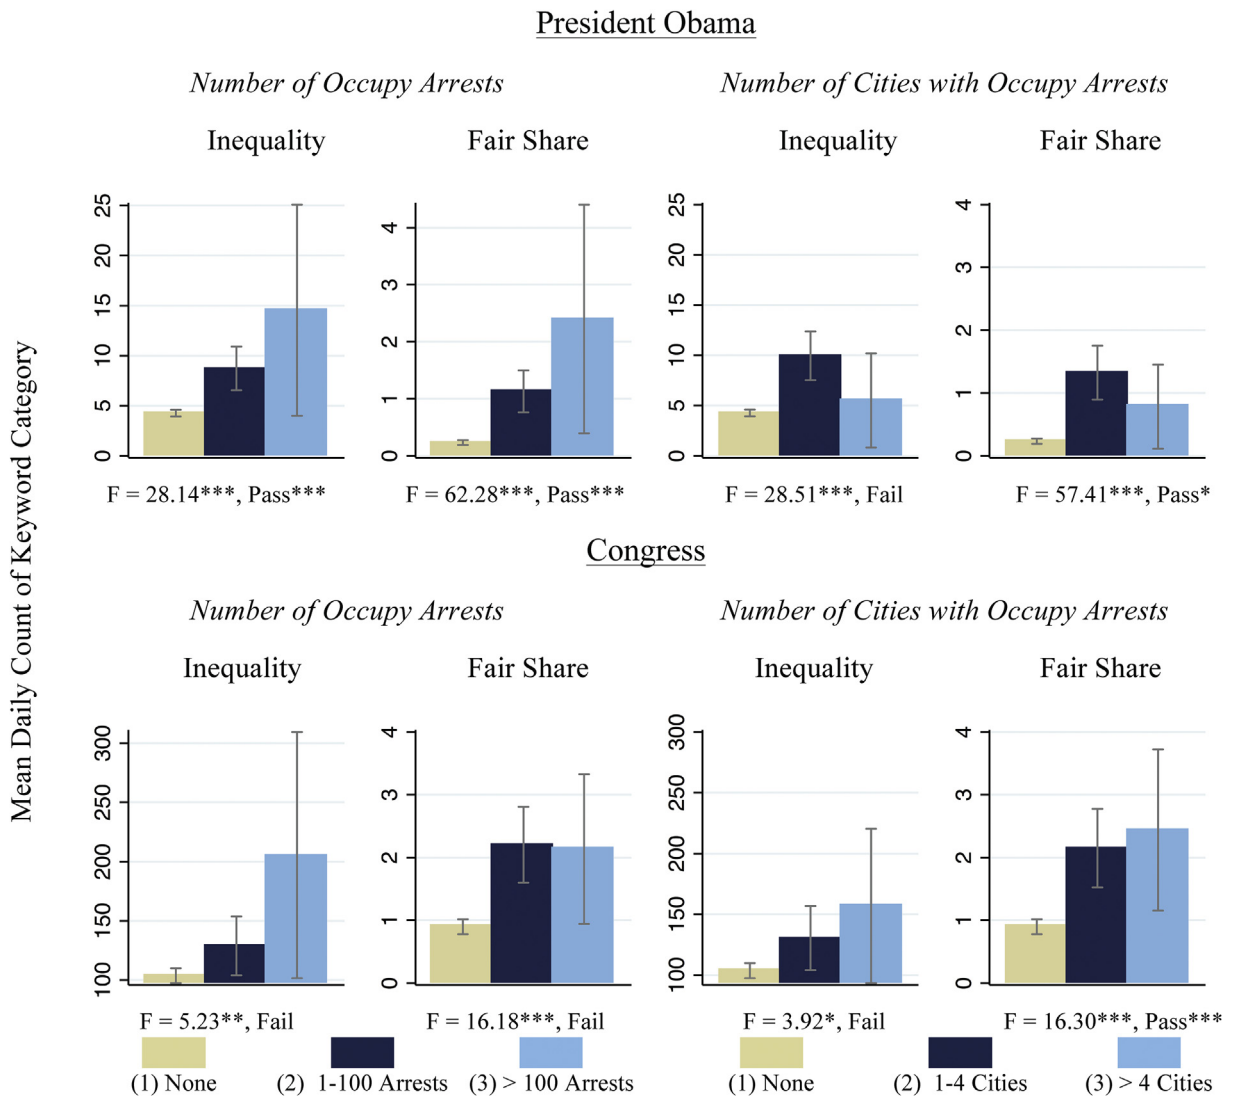 President Obama
Number of Occupy Arrests
Number of Cities with Occupy Arrests
Inequality
Fair Share
Inequality
Fair Share
Mean Daily Count of Keyword Category
25
20
15
10
5
0
4
3
2
1
0
25
20
15
10
5
0
4
3
2
1
0
F = 28.14***, Pass***
F = 62.28***, Pass***
F = 28.51***, Fail
F = 57.41***, Pass*
Congress
Number of Occupy Arrests
Number of Cities with Occupy Arrests
Inequality
Fair Share
Inequality
Fair Share
300
250
200
150
100
4
3
2
1
0
300
250
200
150
100
4
3
2
1
0
F = 5.23**, Fail
F = 16.18***, Fail
F = 3.92*, Fail
F = 16.30***, Pass***
(1) None
(2) 1-100 Arrests
(3) > 100 Arrests
(1) None
(2) 1-4 Cities
(3) > 4 Cities